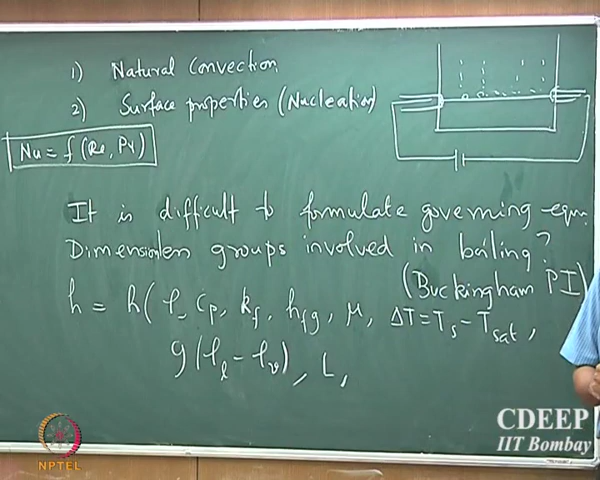 1) Natural Convection
2) Surface properties (Nucleation)
Nu = f(Re, Pr)
It is difficult to formulate governing eqn.
Dimensionless groups involved in boiling?
(Buckingham PI)
h = h(ρ, Cp, kf, hfg, μ, ΔT = Ts - Tsat,
g(ρl - ρv), L,
CDEEP
IIT Bombay
NPTEL